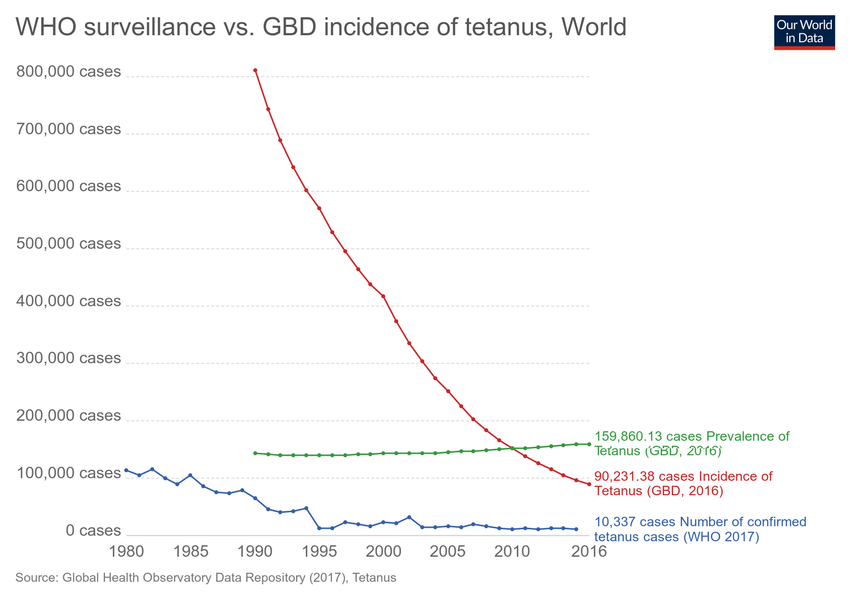 WHO surveillance vs. GBD incidence of tetanus, World
Our World
in Data
800,000 cases
700,000 cases
600,000 cases
500,000 cases
400,000 cases
300,000 cases
200,000 cases
100,000 cases
0 cases
159,860.13 cases Prevalence of
Tetanus (GBD, 2016)
90,231.38 cases Incidence of
Tetanus (GBD, 2016)
10,337 cases Number of confirmed
tetanus cases (WHO 2017)
1980 1985 1990 1995 2000 2005 2010 2016
Source: Global Health Observatory Data Repository (2017), Tetanus